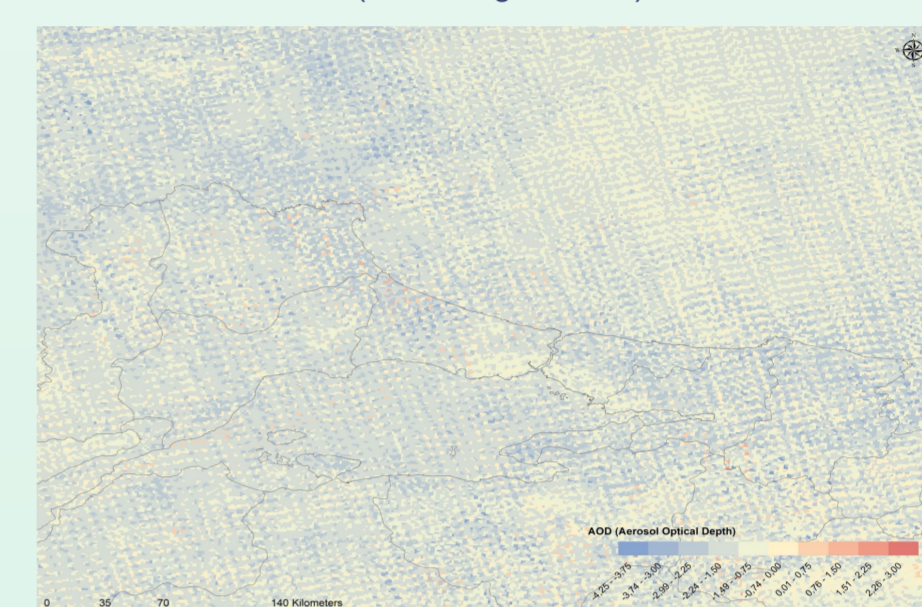 N
AOD (Aerosol Optical Depth)
-4.25 - -3.75
-3.74 - -3.00
-2.99 - -2.25
-2.24 - -1.50
-1.49 - -0.75
-0.74 - 0.00
0.01 - 0.75
0.76 - 1.50
1.51 - 2.25
2.26 - 3.00
0 35 70 140 Kilometers